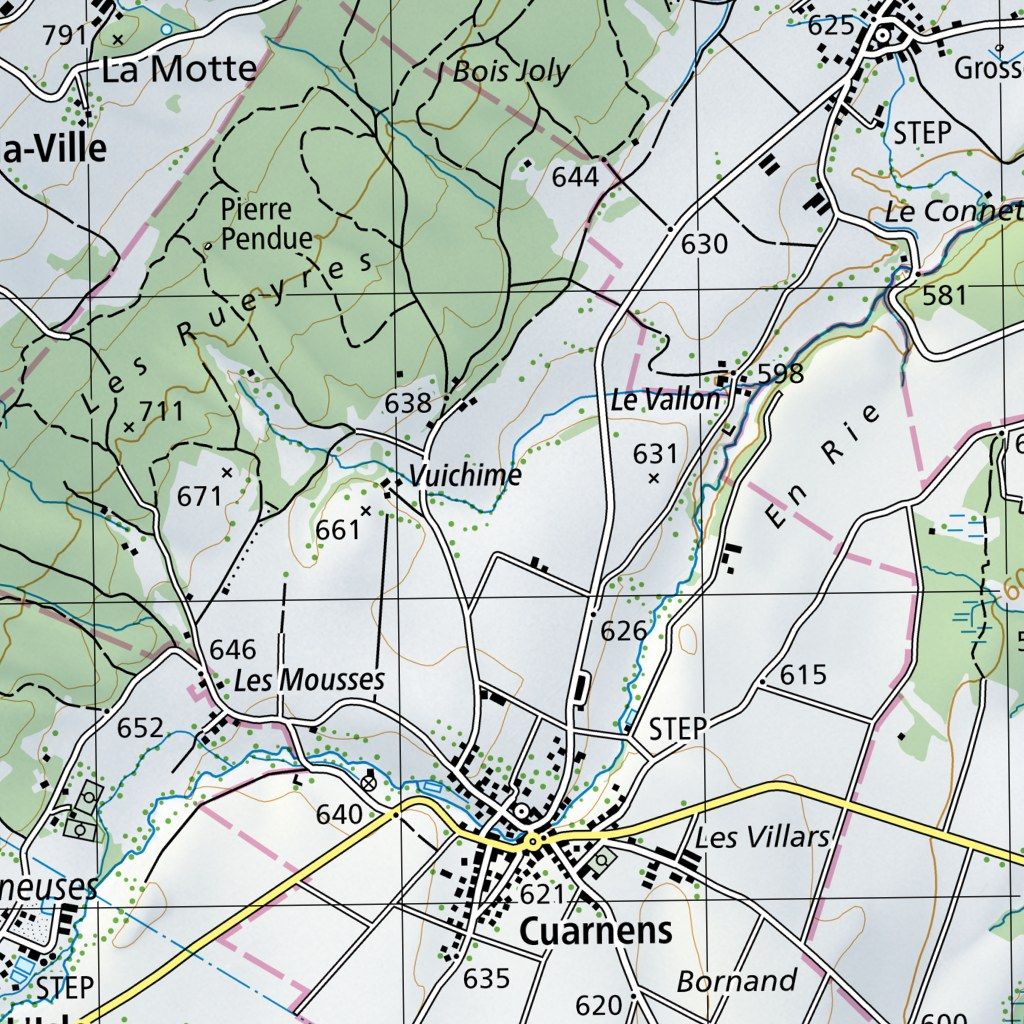 791
La Motte
a-Ville
I Bois Joly
625
Gross
STEP
644
Le Connet
Pierre
Pendue
630
581
Les Rueyres
598
638
Le Vallon
711
En Rie
631
Vuichime
671
661
626
646
Les Mousses
615
652
STEP
640
Les Villars
neuses
621
Cuarnens
635
Bornand
STEP
620
600